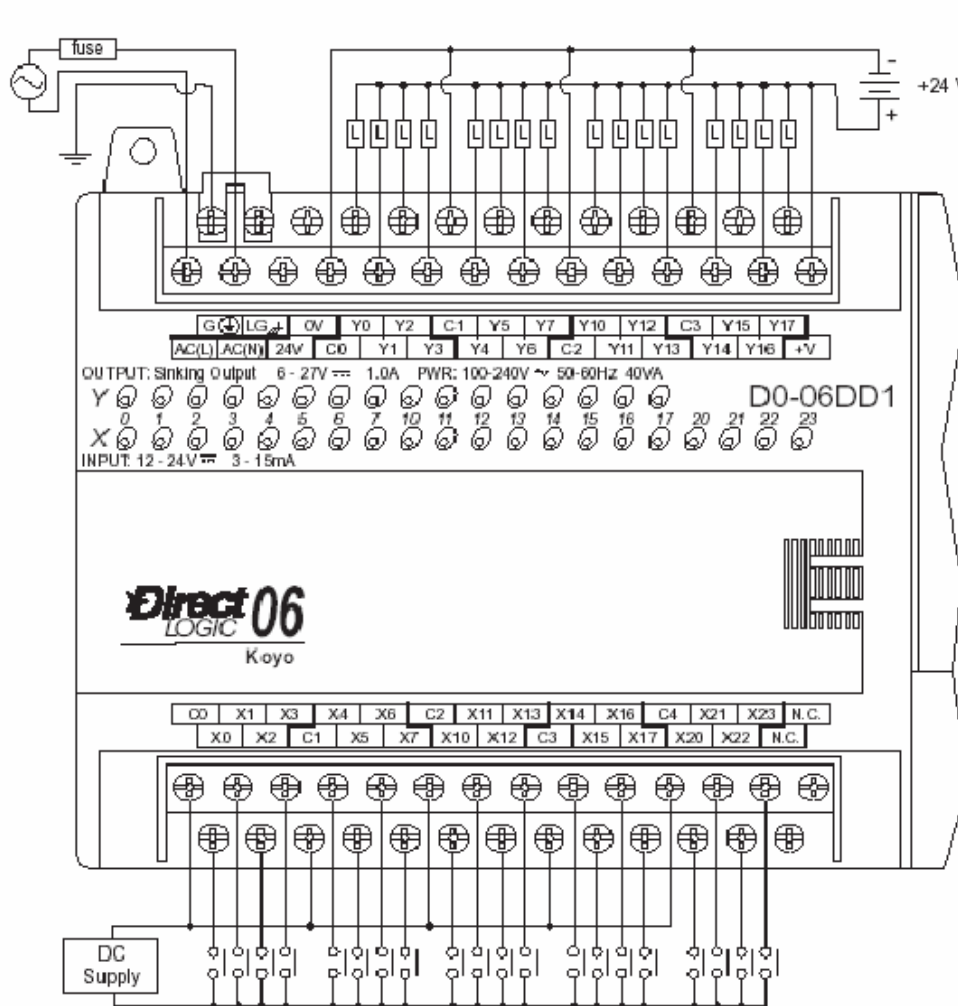 fuse
-
+24 V
+
L L L L L L L L L L L L L L L L
G LG 0V Y0 Y2 C1 Y5 Y7 Y10 Y12 C3 Y15 Y17
AC(L) AC(N) 24V C0 Y1 Y3 Y4 Y6 C2 Y11 Y13 Y14 Y16 +V
OUTPUT: Sinking Output 6 - 27V 1.0A PWR: 100-240V ~ 50-60Hz 40VA
Y
D0-06DD1
0 1 2 3 4 5 6 7 10 11 12 13 14 15 16 17 20 21 22 23
X
INPUT: 12 - 24V 3 - 15mA
Direct 06
LOGIC
Koyo
C0 X1 X3 X4 X6 C2 X11 X13 X14 X16 C4 X21 X23 N.C.
X0 X2 C1 X5 X7 X10 X12 C3 X15 X17 X20 X22 N.C.
DC
Supply